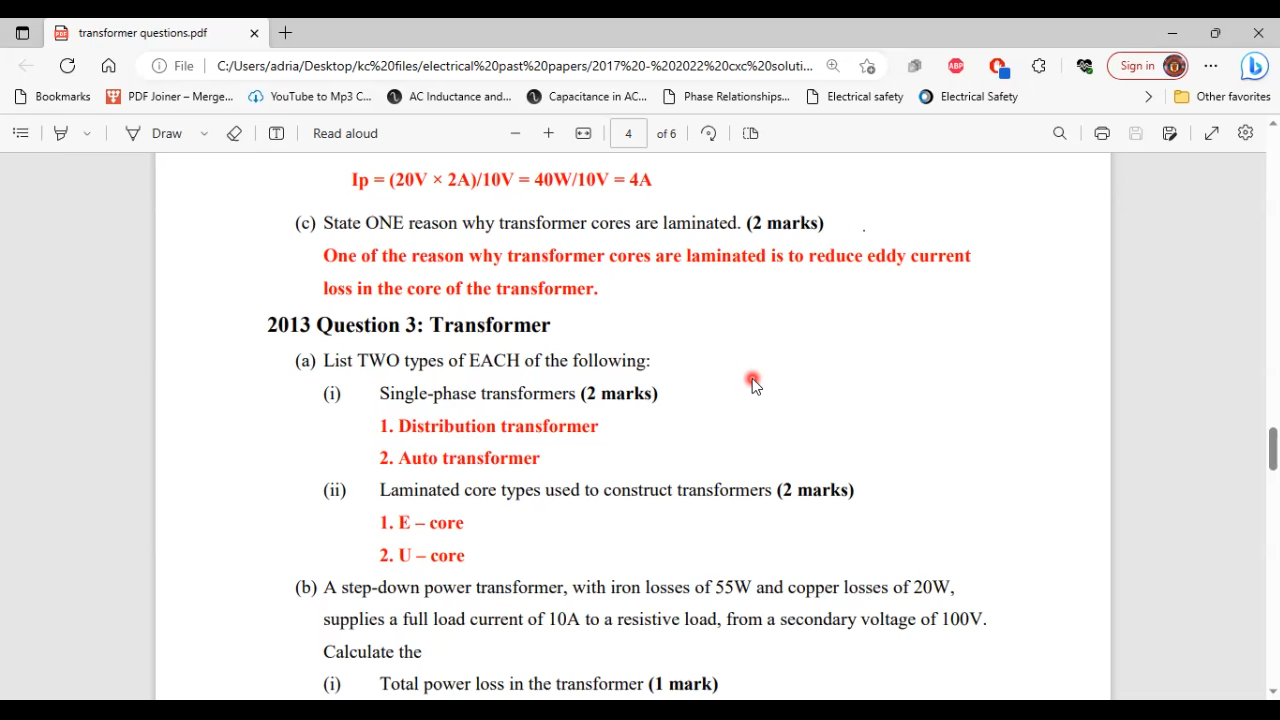 transformer questions.pdf
File C:/Users/adria/Desktop/kc%20files/electrical%20past%20papers/2017%20-%202022%20cxc%20soluti... Sign in
Bookmarks PDF Joiner – Merge... YouTube to Mp3 C... AC Inductance and... Capacitance in AC... Phase Relationships... Electrical safety Electrical Safety Other favorites
Draw Read aloud 4 of 6
Ip = (20V × 2A)/10V = 40W/10V = 4A
(c) State ONE reason why transformer cores are laminated. (2 marks)
One of the reason why transformer cores are laminated is to reduce eddy current
loss in the core of the transformer.
2013 Question 3: Transformer
(a) List TWO types of EACH of the following:
(i) Single-phase transformers (2 marks)
1. Distribution transformer
2. Auto transformer
(ii) Laminated core types used to construct transformers (2 marks)
1. E – core
2. U – core
(b) A step-down power transformer, with iron losses of 55W and copper losses of 20W,
supplies a full load current of 10A to a resistive load, from a secondary voltage of 100V.
Calculate the
(i) Total power loss in the transformer (1 mark)